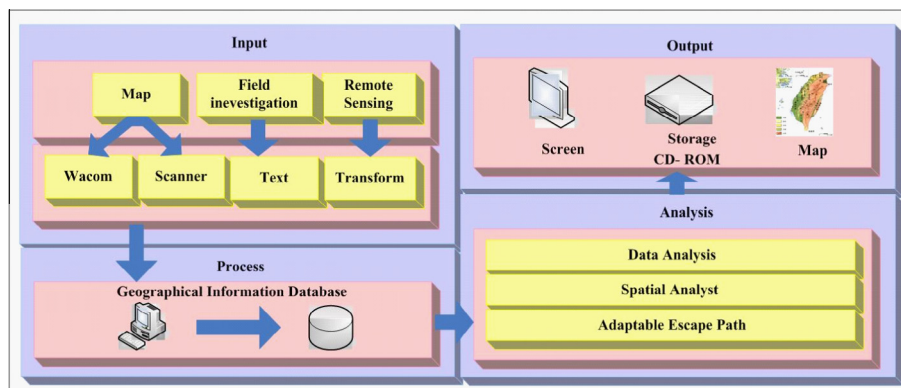 Input
Map
Field
inevestigation
Remote
Sensing
Wacom
Scanner
Text
Transform
Process
Geographical Information Database
Output
Screen
Storage
CD- ROM
Map
Analysis
Data Analysis
Spatial Analyst
Adaptable Escape Path